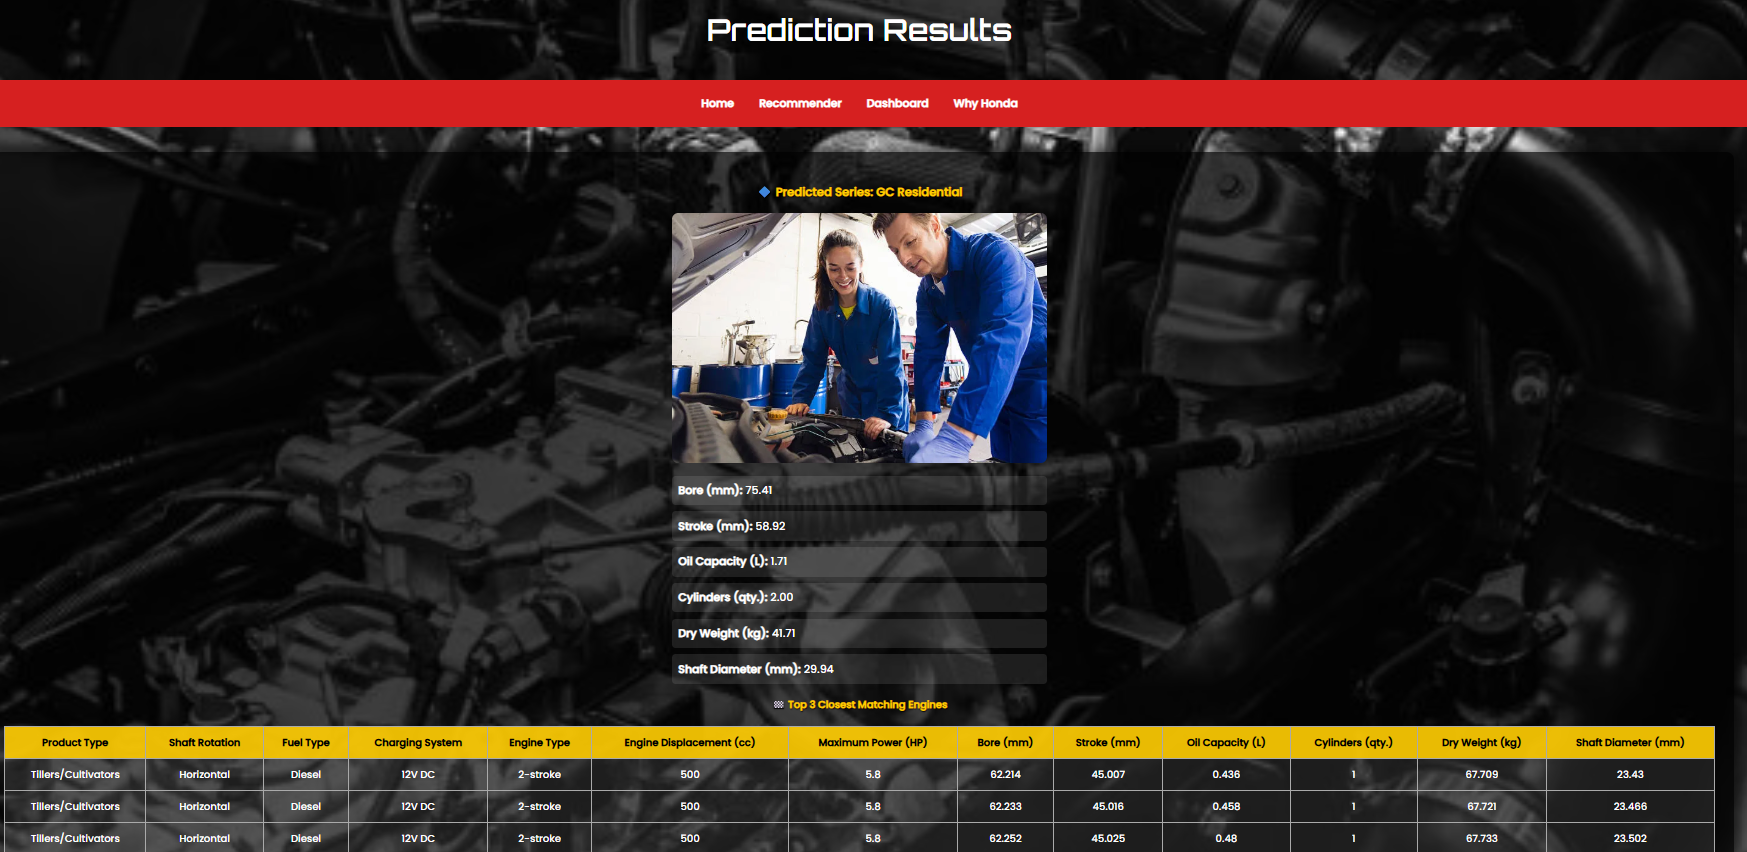 Prediction Results
Home Recommender Dashboard Why Honda
Predicted Series: GC Residential
Bore (mm): 75.41
Stroke (mm): 58.92
Oil Capacity (L): 1.71
Cylinders (qty.): 2.00
Dry Weight (kg): 41.71
Shaft Diameter (mm): 29.94
Top 3 Closest Matching Engines
Product Type Shaft Rotation Fuel Type Charging System Engine Type Engine Displacement (cc) Maximum Power (HP) Bore (mm) Stroke (mm) Oil Capacity (L) Cylinders (qty.) Dry Weight (kg) Shaft Diameter (mm)
Tillers/Cultivators Horizontal Diesel 12V DC 2-stroke 500 5.8 62.214 45.007 0.436 1 67.709 23.43
Tillers/Cultivators Horizontal Diesel 12V DC 2-stroke 500 5.8 62.233 45.016 0.458 1 67.721 23.466
Tillers/Cultivators Horizontal Diesel 12V DC 2-stroke 500 5.8 62.252 45.025 0.48 1 67.733 23.502